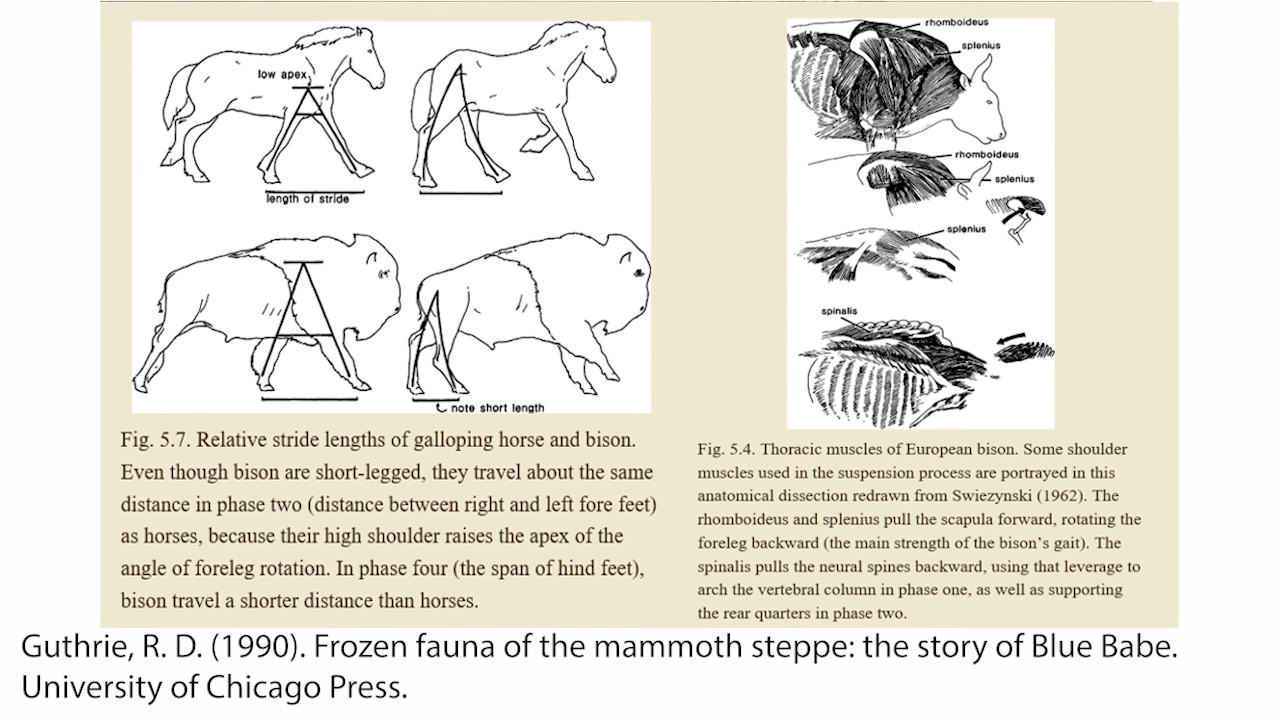 low apex
length of stride
note short length
Fig. 5.7. Relative stride lengths of galloping horse and bison.
Even though bison are short-legged, they travel about the same
distance in phase two (distance between right and left fore feet)
as horses, because their high shoulder raises the apex of the
angle of foreleg rotation. In phase four (the span of hind feet),
bison travel a shorter distance than horses.
rhomboideus
splenius
rhomboideus
splenius
splenius
spinalis
Fig. 5.4. Thoracic muscles of European bison. Some shoulder
muscles used in the suspension process are portrayed in this
anatomical dissection redrawn from Swiezynski (1962). The
rhomboideus and splenius pull the scapula forward, rotating the
foreleg backward (the main strength of the bison's gait). The
spinalis pulls the neural spines backward, using that leverage to
arch the vertebral column in phase one, as well as supporting
the rear quarters in phase two.
Guthrie, R. D. (1990). Frozen fauna of the mammoth steppe: the story of Blue Babe.
University of Chicago Press.